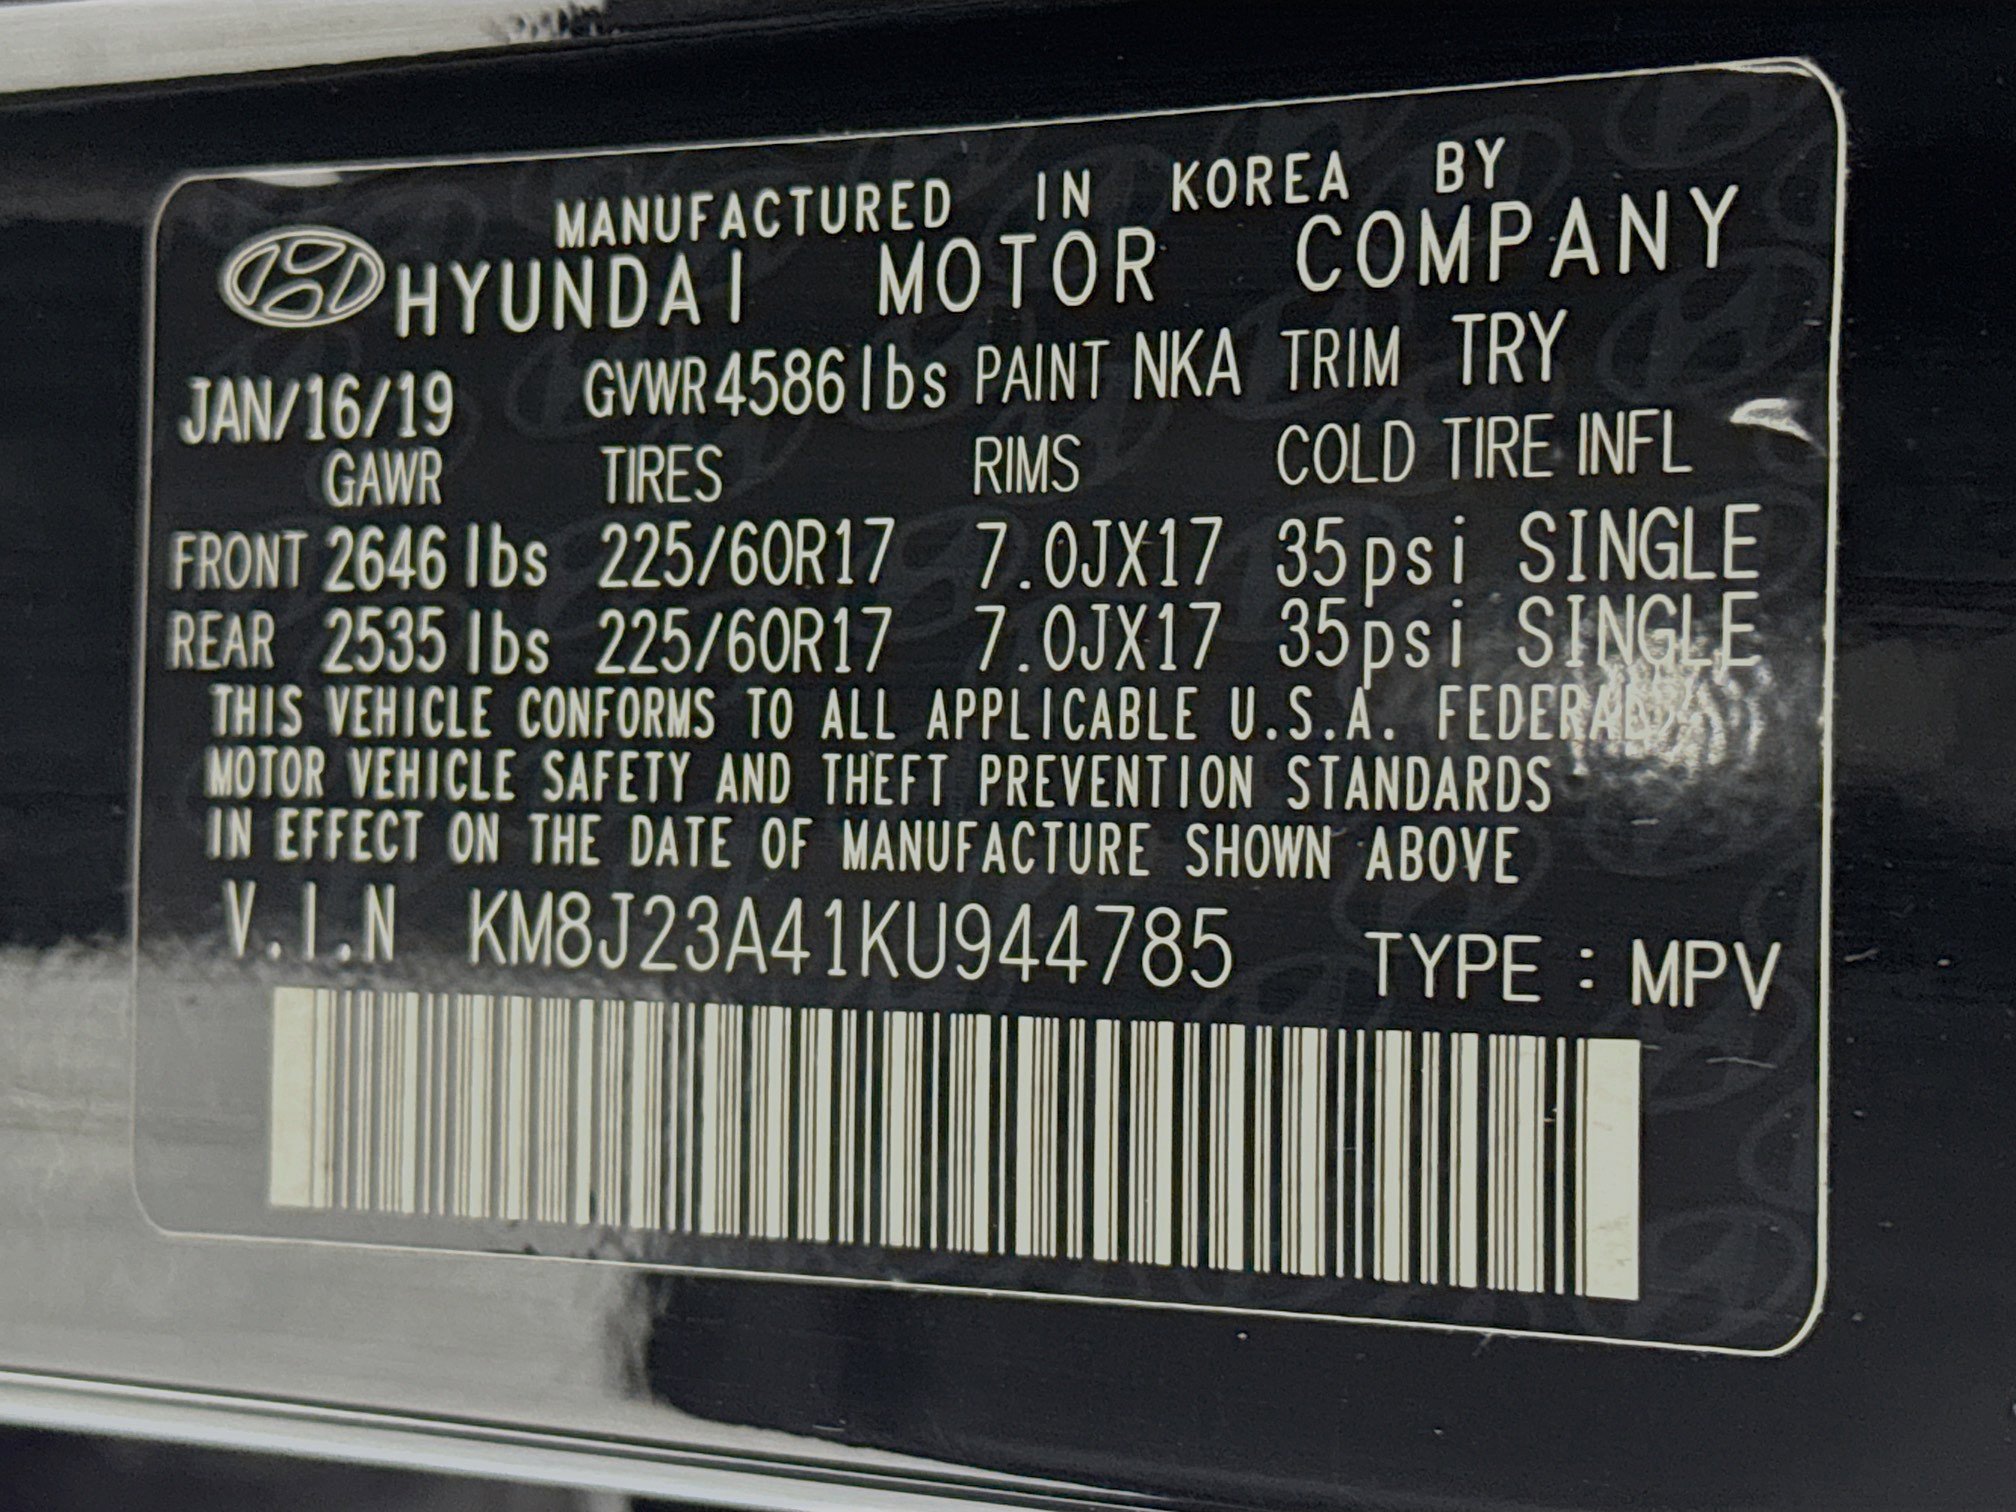 MANUFACTURED IN KOREA BY
HYUNDAI MOTOR COMPANY
JAN/16/19 GVWR 4586 lbs PAINT NKA TRIM TRY
GAWR TIRES RIMS COLD TIRE INFL
FRONT 2646 lbs 225/60R17 7.0JX17 35psi SINGLE
REAR 2535 lbs 225/60R17 7.0JX17 35psi SINGLE
THIS VEHICLE CONFORMS TO ALL APPLICABLE U.S.A. FEDERAL
MOTOR VEHICLE SAFETY AND THEFT PREVENTION STANDARDS
IN EFFECT ON THE DATE OF MANUFACTURE SHOWN ABOVE
V.I.N KM8J23A41KU944785 TYPE : MPV